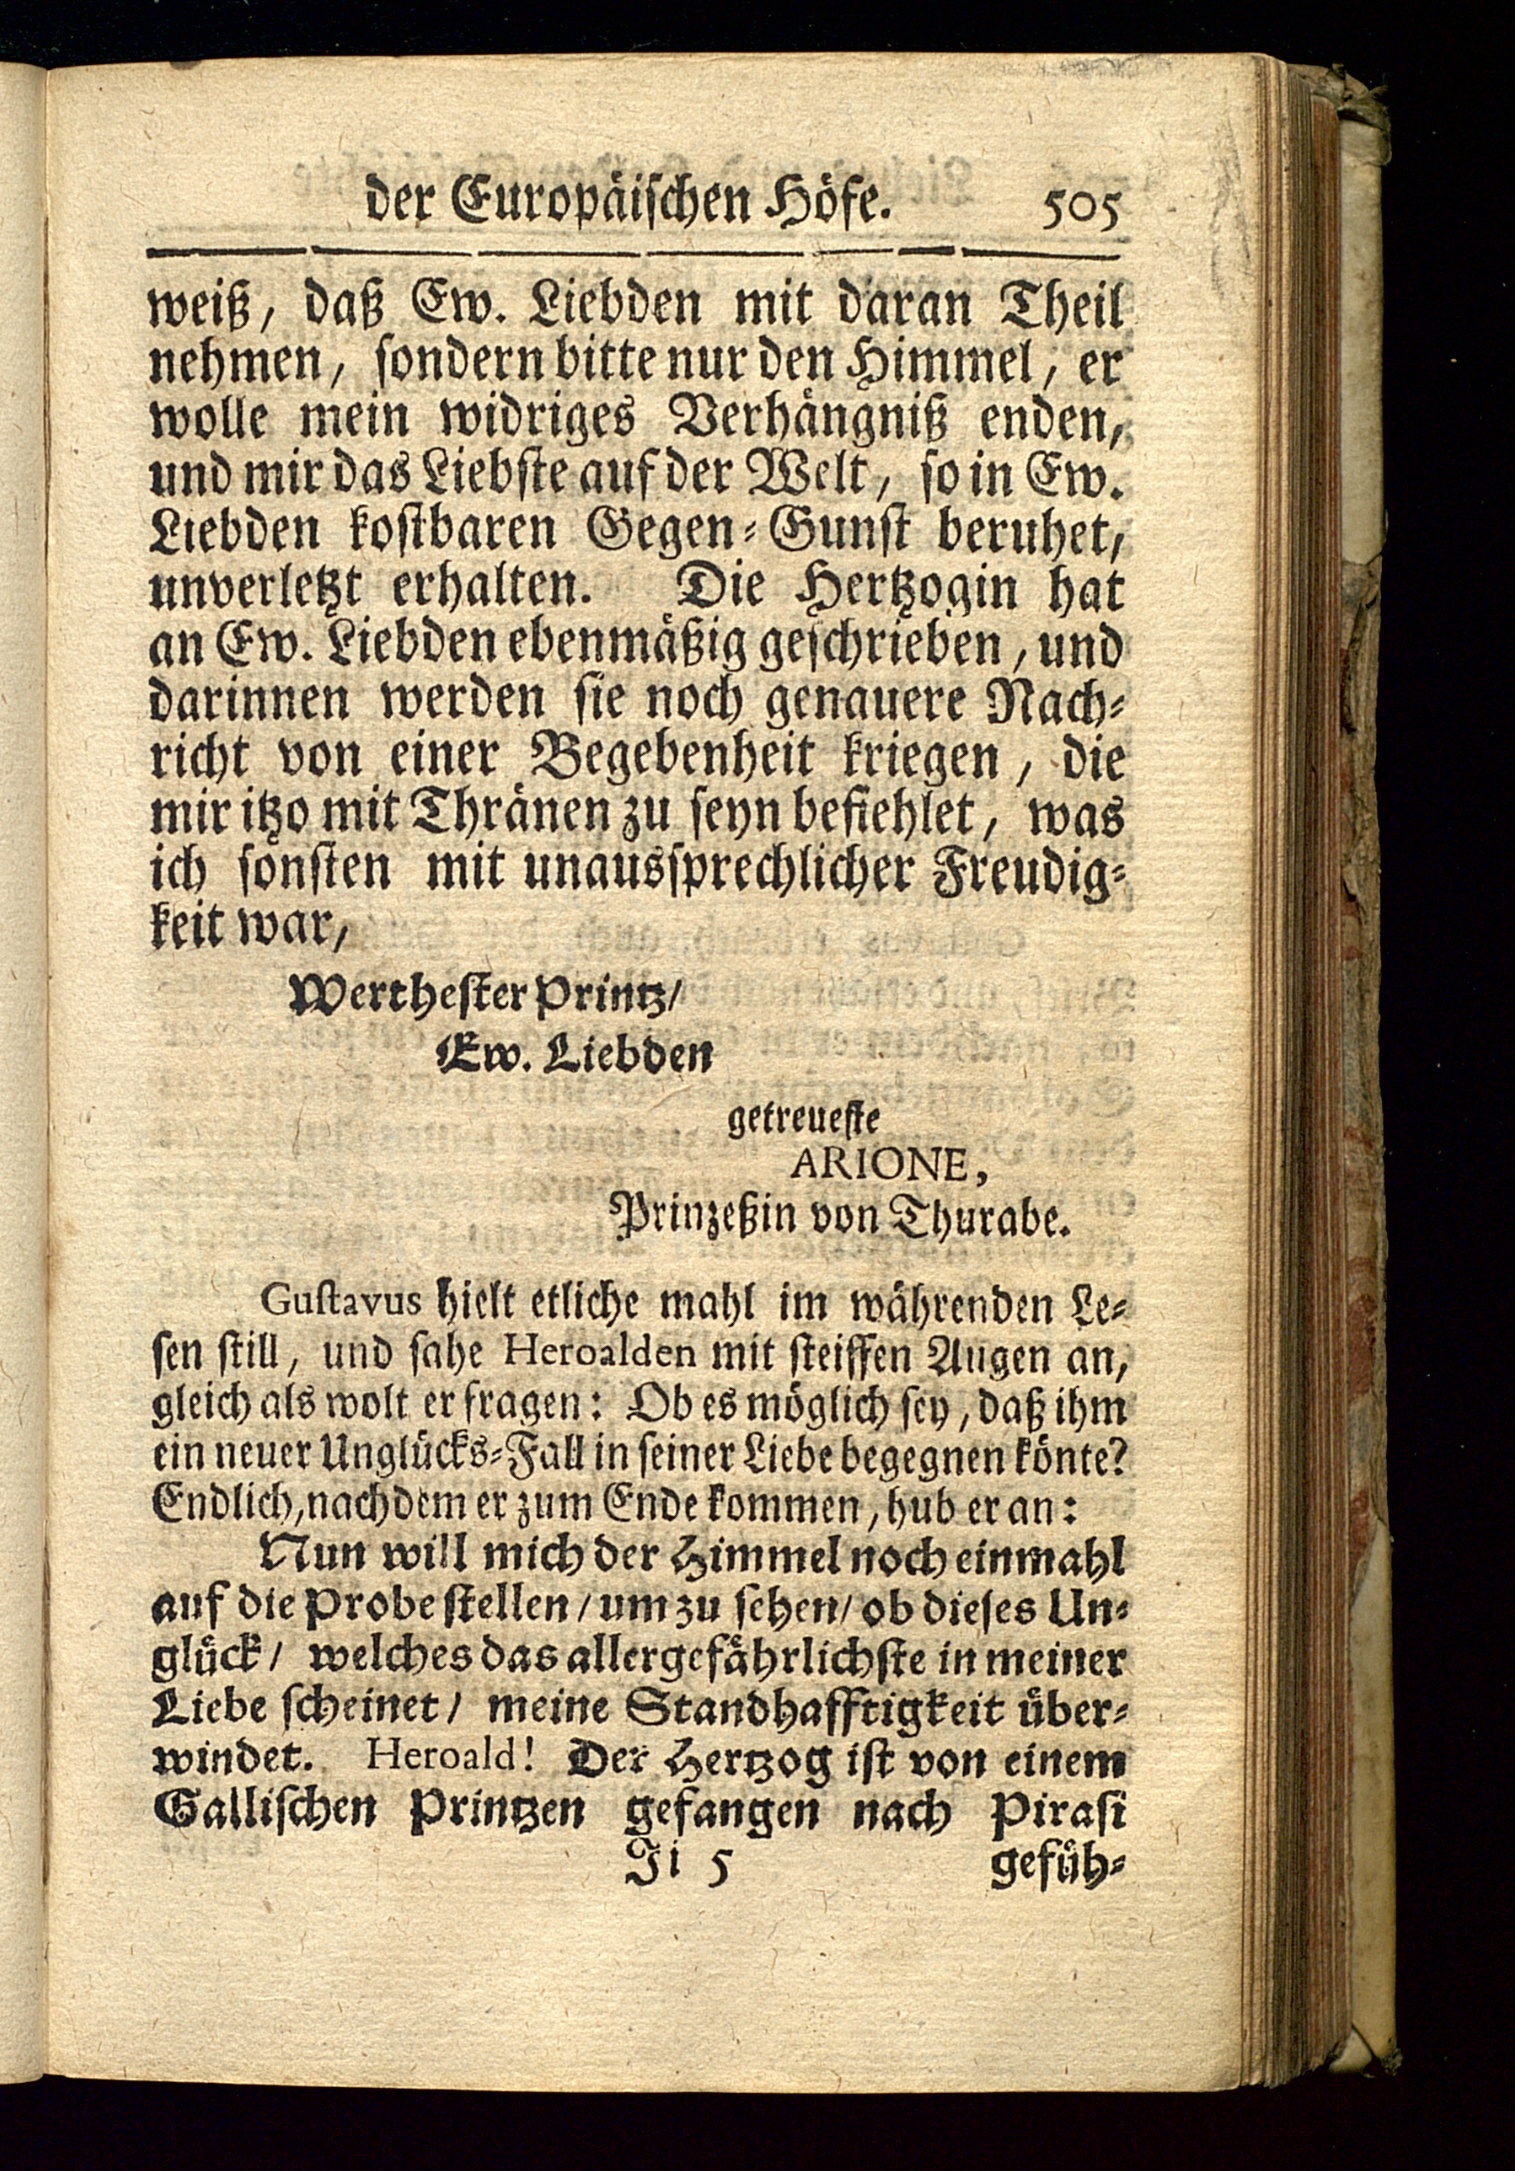 der Europäischen Höfe. 505
weiß, daß Ew. Liebden mit daran Theil
nehmen, sondern bitte nur den Himmel, er
wolle mein widriges Verhängniß enden,
und mir das Liebste auf der Welt, so in Ew.
Liebden kostbaren Gegen-Gunst beruhet,
unverletzt erhalten. Die Hertzogin hat
an Ew. Liebden ebenmäßig geschrieben, und
darinnen werden sie noch genauere Nach-
richt von einer Begebenheit kriegen, die
mir itzo mit Thränen zu seyn befiehlet, was
ich sonsten mit unaussprechlicher Freudig-
keit war,
Werthester Printz/
Ew. Liebden
getreueste
ARIONE,
Prinzeßin von Thurabe.
Gustavus hielt etliche mahl im währenden Le-
sen still, und sahe Heroalden mit steiffen Augen an,
gleich als wolt er fragen: Ob es möglich sey, daß ihm
ein neuer Unglücks-Fall in seiner Liebe begegnen könte?
Endlich, nachdem er zum Ende kommen, hub er an:
Nun will mich der Himmel noch einmahl
auf die Probe stellen/ um zu sehen/ ob dieses Un-
glück/ welches das allergefährlichste in meiner
Liebe scheinet/ meine Standhafftigkeit über-
windet. Heroald! Der Hertzog ist von einem
Gallischen Printzen gefangen nach Pirasi
Ji 5 gefüh-